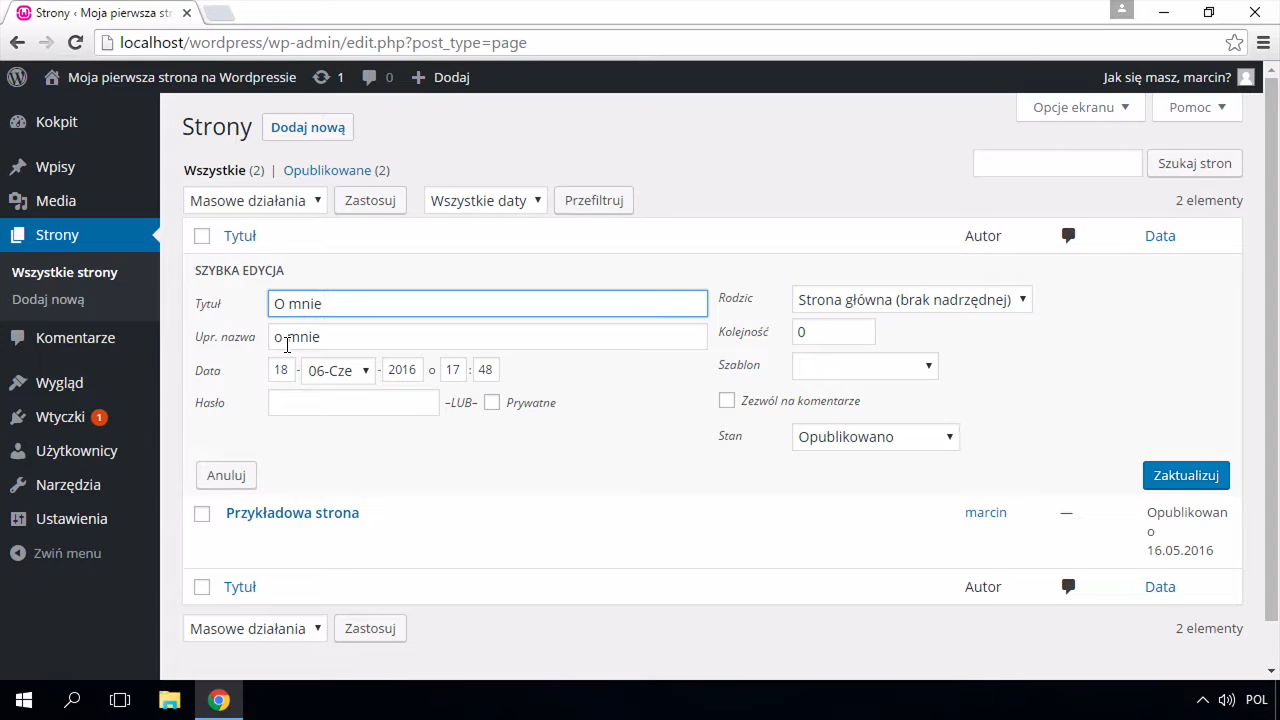 Strony ‹ Moja pierwsza str
localhost/wordpress/wp-admin/edit.php?post_type=page
Moja pierwsza strona na Wordpressie 1 0 Dodaj Jak się masz, marcin?
Opcje ekranu Pomoc
Kokpit
Wpisy
Media
Strony
Wszystkie strony
Dodaj nową
Komentarze
Wygląd
Wtyczki 1
Użytkownicy
Narzędzia
Ustawienia
Zwiń menu
Strony Dodaj nową
Wszystkie (2) | Opublikowane (2)
Szukaj stron
Masowe działania Zastosuj Wszystkie daty Przefiltruj 2 elementy
Tytuł Autor Data
SZYBKA EDYCJA
Tytuł O mnie
Upr. nazwa o-mnie
Data 18 - 06-Cze - 2016 o 17 : 48
Hasło –LUB– Prywatne
Rodzic Strona główna (brak nadrzędnej)
Kolejność 0
Szablon
Zezwól na komentarze
Stan Opublikowano
Anuluj Zaktualizuj
Przykładowa strona marcin — Opublikowan
o
16.05.2016
Tytuł Autor Data
Masowe działania Zastosuj 2 elementy
POL